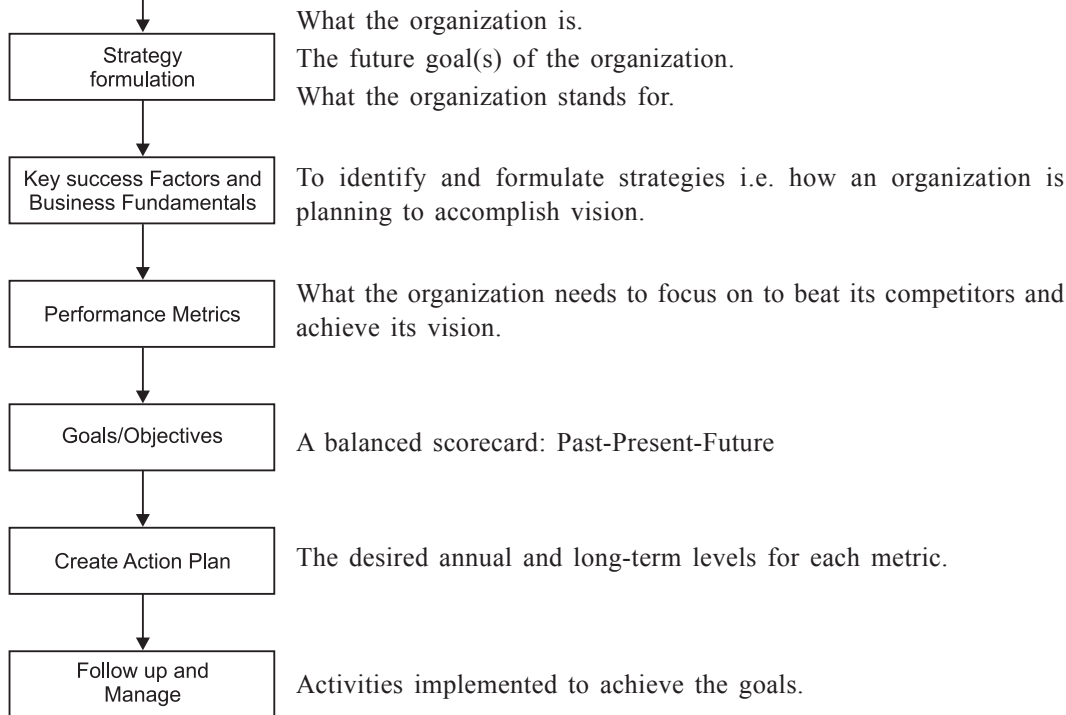 What the organization is.
Strategy
formulation
The future goal(s) of the organization.
What the organization stands for.
Key success Factors and
Business Fundamentals
To identify and formulate strategies i.e. how an organization is
planning to accomplish vision.
Performance Metrics
What the organization needs to focus on to beat its competitors and
achieve its vision.
Goals/Objectives
A balanced scorecard: Past-Present-Future
Create Action Plan
The desired annual and long-term levels for each metric.
Follow up and
Manage
Activities implemented to achieve the goals.